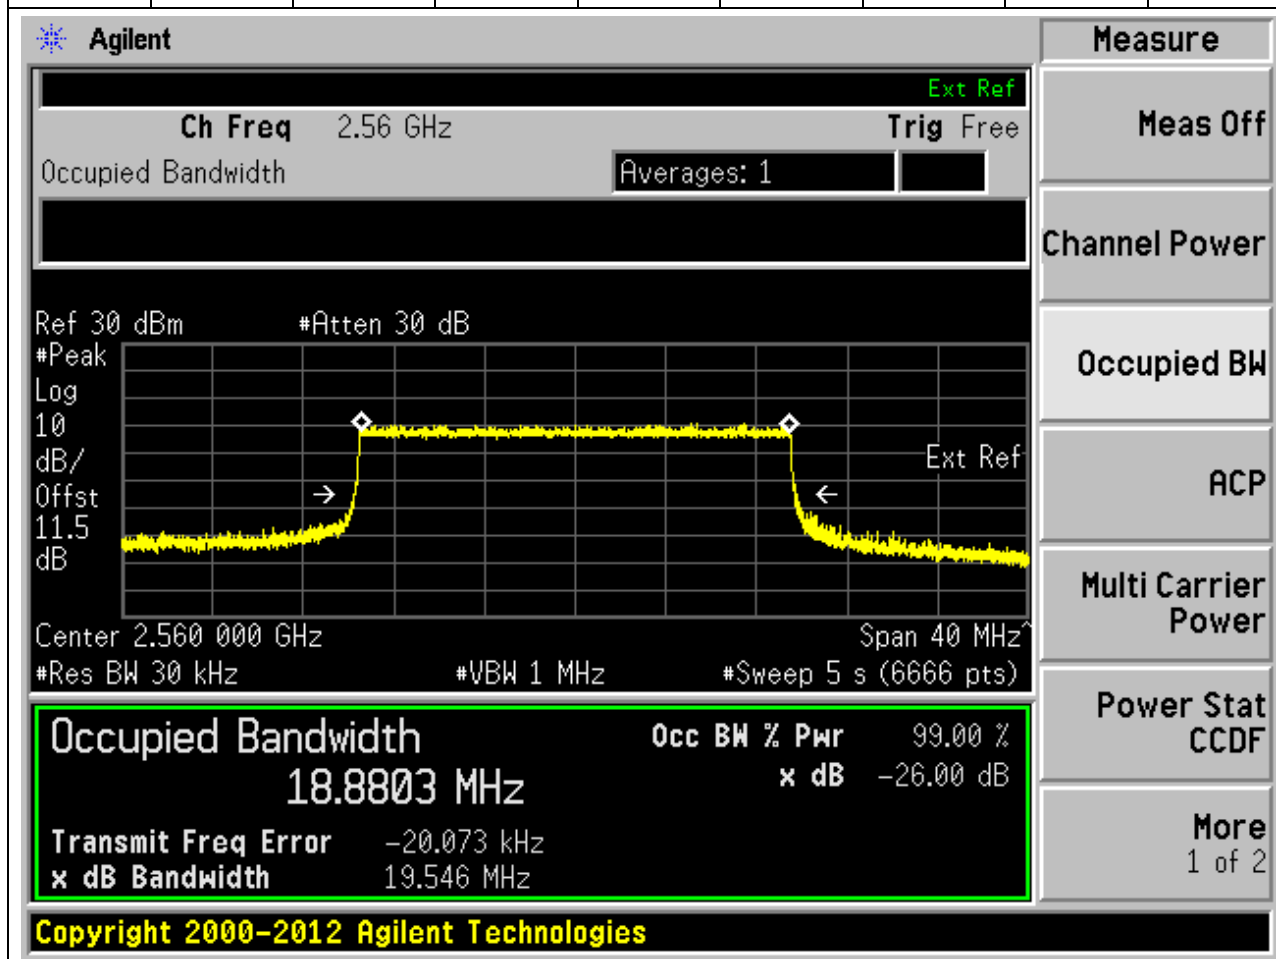 Agilent
Measure
Ext Ref
Ch Freq 2.56 GHz Trig Free
Occupied Bandwidth Averages: 1
Meas Off
Channel Power
Occupied BW
ACP
Multi Carrier
Power
Power Stat
CCDF
More
1 of 2
Ref 30 dBm #Atten 30 dB
#Peak
Log
10
dB/
Offst
11.5
dB
Ext Ref
Center 2.560 000 GHz Span 40 MHz^
#Res BW 30 kHz #VBW 1 MHz #Sweep 5 s (6666 pts)
Occupied Bandwidth Occ BW % Pwr 99.00 %
18.8803 MHz x dB -26.00 dB
Transmit Freq Error -20.073 kHz
x dB Bandwidth 19.546 MHz
Copyright 2000-2012 Agilent Technologies